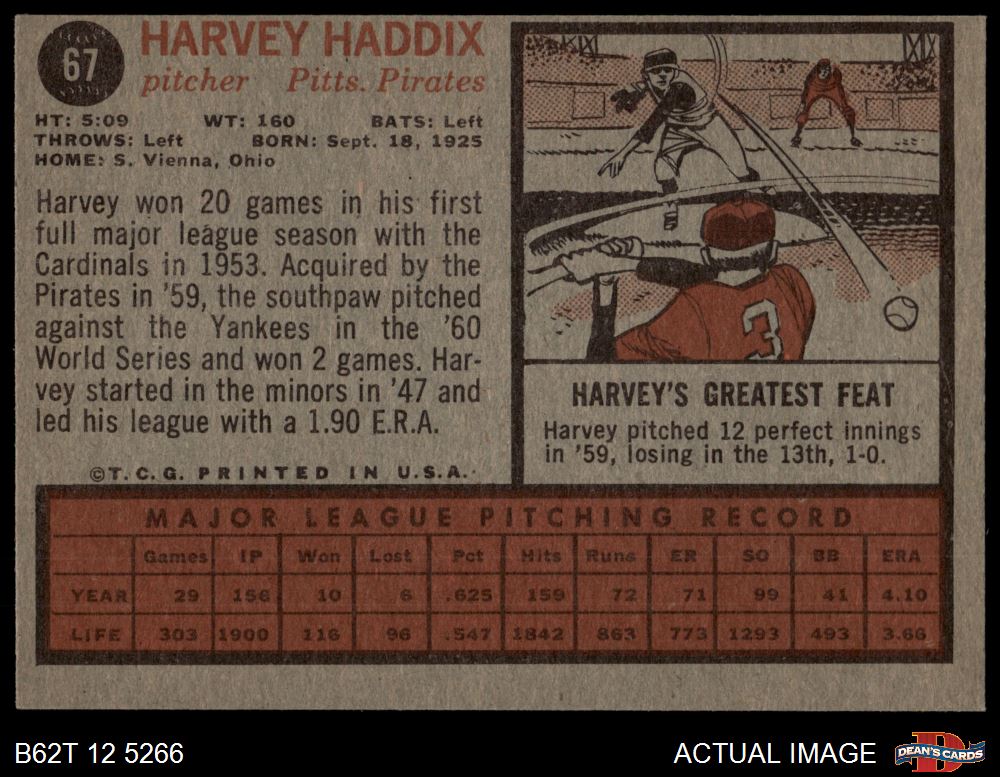 67
HARVEY HADDIX
pitcher Pitts. Pirates
HT: 5:09 WT: 160 BATS: Left
THROWS: Left BORN: Sept. 18, 1925
HOME: S. Vienna, Ohio
Harvey won 20 games in his first
full major league season with the
Cardinals in 1953. Acquired by the
Pirates in '59, the southpaw pitched
against the Yankees in the '60
World Series and won 2 games. Har-
vey started in the minors in '47 and
led his league with a 1.90 E.R.A.
©T.C.G. PRINTED IN U.S.A.
3
HARVEY'S GREATEST FEAT
Harvey pitched 12 perfect innings
in '59, losing in the 13th, 1-0.
MAJOR LEAGUE PITCHING RECORD
Games IP Won Lost Pct Hits Runs ER SO BB ERA
YEAR 29 156 10 6 .625 159 72 71 99 41 4.10
LIFE 303 1900 116 96 .547 1842 863 773 1293 493 3.66
B62T 12 5266
ACTUAL IMAGE
D
DEAN'S CARDS